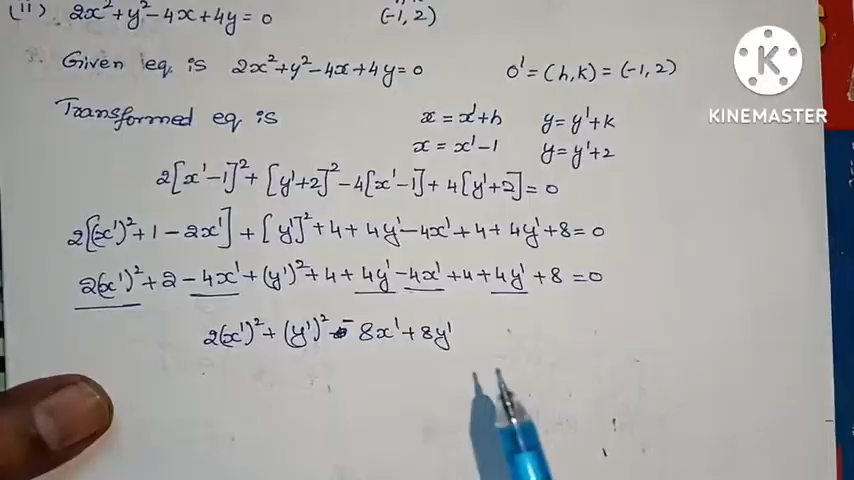 (ii) 2x²+y²-4x+4y=0 (-1, 2)
Given eq is 2x²+y²-4x+4y=0 O'=(h,k)=(-1,2)
K
KINEMASTER
Transformed eq is x=x'+h y=y'+k
x=x'-1 y=y'+2
2[x'-1]²+[y'+2]²-4[x'-1]+4[y'+2]=0
2[(x')²+1-2x']+[y']²+4+4y'-4x'+4+4y'+8=0
2(x')²+2-4x'+(y')²+4+4y'-4x'+4+4y'+8=0
2(x')²+(y')²-8x'+8y'